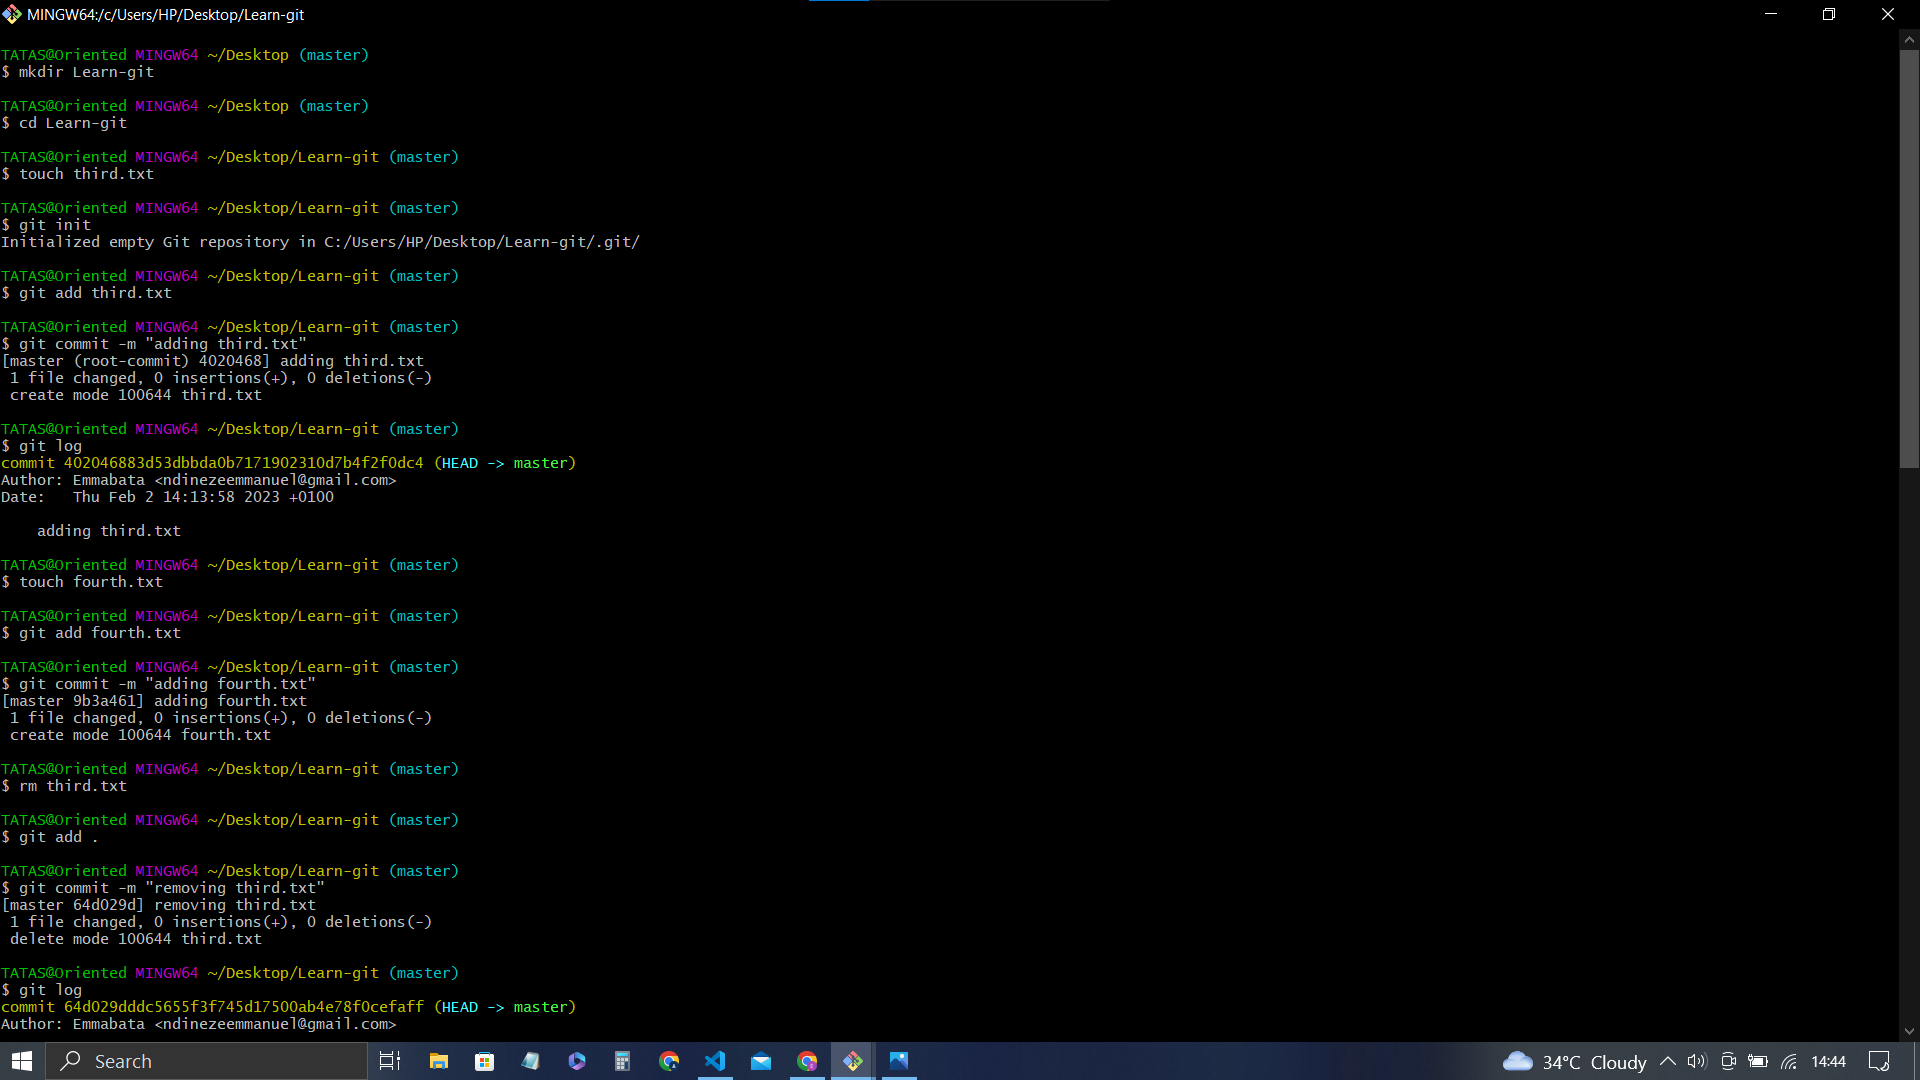 MINGW64:/c/Users/HP/Desktop/Learn-git
TATAS@Oriented MINGW64 ~/Desktop (master)
$ mkdir Learn-git
TATAS@Oriented MINGW64 ~/Desktop (master)
$ cd Learn-git
TATAS@Oriented MINGW64 ~/Desktop/Learn-git (master)
$ touch third.txt
TATAS@Oriented MINGW64 ~/Desktop/Learn-git (master)
$ git init
Initialized empty Git repository in C:/Users/HP/Desktop/Learn-git/.git/
TATAS@Oriented MINGW64 ~/Desktop/Learn-git (master)
$ git add third.txt
TATAS@Oriented MINGW64 ~/Desktop/Learn-git (master)
$ git commit -m "adding third.txt"
[master (root-commit) 4020468] adding third.txt
 1 file changed, 0 insertions(+), 0 deletions(-)
 create mode 100644 third.txt
TATAS@Oriented MINGW64 ~/Desktop/Learn-git (master)
$ git log
commit 402046883d53dbbda0b7171902310d7b4f2f0dc4 (HEAD -> master)
Author: Emmabata <ndinezeemmanuel@gmail.com>
Date:   Thu Feb 2 14:13:58 2023 +0100
    adding third.txt
TATAS@Oriented MINGW64 ~/Desktop/Learn-git (master)
$ touch fourth.txt
TATAS@Oriented MINGW64 ~/Desktop/Learn-git (master)
$ git add fourth.txt
TATAS@Oriented MINGW64 ~/Desktop/Learn-git (master)
$ git commit -m "adding fourth.txt"
[master 9b3a461] adding fourth.txt
 1 file changed, 0 insertions(+), 0 deletions(-)
 create mode 100644 fourth.txt
TATAS@Oriented MINGW64 ~/Desktop/Learn-git (master)
$ rm third.txt
TATAS@Oriented MINGW64 ~/Desktop/Learn-git (master)
$ git add .
TATAS@Oriented MINGW64 ~/Desktop/Learn-git (master)
$ git commit -m "removing third.txt"
[master 64d029d] removing third.txt
 1 file changed, 0 insertions(+), 0 deletions(-)
 delete mode 100644 third.txt
TATAS@Oriented MINGW64 ~/Desktop/Learn-git (master)
$ git log
commit 64d029dddc5655f3f745d17500ab4e78f0cefaff (HEAD -> master)
Author: Emmabata <ndinezeemmanuel@gmail.com>
Search 34°C Cloudy 14:44